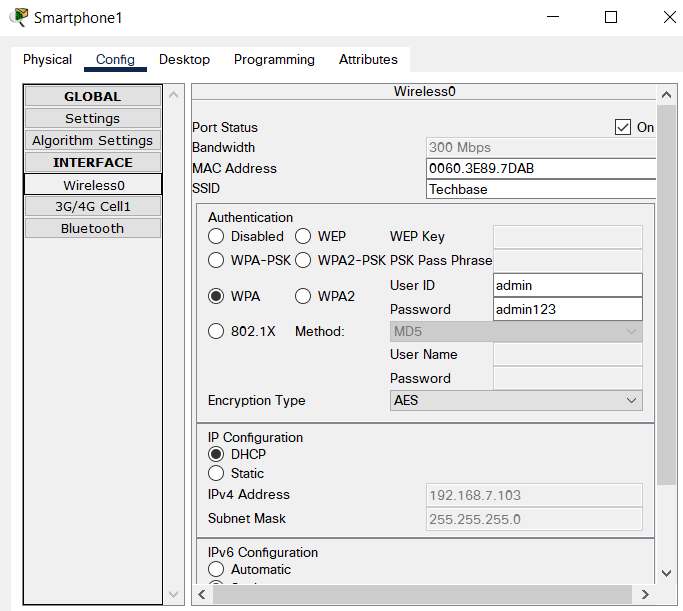 Smartphone1
Physical Config Desktop Programming Attributes
GLOBAL
Settings
Algorithm Settings
INTERFACE
Wireless0
3G/4G Cell1
Bluetooth
Wireless0
Port Status On
Bandwidth 300 Mbps
MAC Address 0060.3E89.7DAB
SSID Techbase
Authentication
Disabled WEP WEP Key
WPA-PSK WPA2-PSK PSK Pass Phrase
User ID admin
WPA WPA2
Password admin123
802.1X Method: MD5
User Name
Password
Encryption Type AES
IP Configuration
DHCP
Static
IPv4 Address 192.168.7.103
Subnet Mask 255.255.255.0
IPv6 Configuration
Automatic